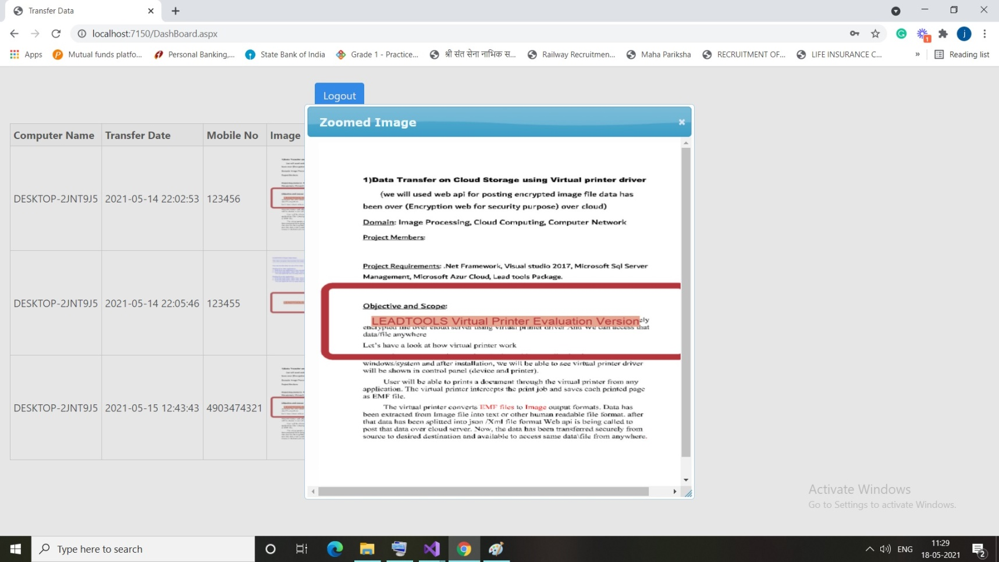 Transfer Data
localhost:7150/DashBoard.aspx
Apps
Mutual funds platfo...
Personal Banking,...
State Bank of India
Grade 1 - Practice...
श्री संत सेना नाभिक स...
Railway Recruitmen...
Maha Pariksha
RECRUITMENT OF...
LIFE INSURANCE C...
»
Reading list
Logout
Computer Name Transfer Date Mobile No Image
DESKTOP-2JNT9J5 2021-05-14 22:02:53 123456
DESKTOP-2JNT9J5 2021-05-14 22:05:46 123455
DESKTOP-2JNT9J5 2021-05-15 12:43:43 4903474321
Zoomed Image
1)Data Transfer on Cloud Storage using Virtual printer driver
(we will used web api for posting encrypted image file data has
been over (Encryption web for security purpose) over cloud)
Domain: Image Processing, Cloud Computing, Computer Network
Project Members:
Project Requirements: .Net Framework, Visual studio 2017, Microsoft Sql Server
Management, Microsoft Azur Cloud, Lead tools Package.
Objective and Scope:
LEADTOOLS Virtual Printer Evaluation Version
encrypted file over cloud server using virtual printer driver And We can access that
data/file anywhere
Let's have a look at how virtual printer work
windows/system and after installation, we will be able to see virtual printer driver
will be shown in control panel (device and printer).
User will be able to prints a document through the virtual printer from any
application. The virtual printer intercepts the print job and saves each printed page
as EMF file.
The virtual printer converts EMF files to Image output formats. Data has
been extracted from Image file into text or other human readable file format. after
that data has been splitted into json /Xml file format Web api is being called to
post that data over cloud server. Now, the data has been transferred securely from
source to desired destination and available to access same data\file from anywhere.
Activate Windows
Go to Settings to activate Windows.
Type here to search
ENG
11:29
18-05-2021
2